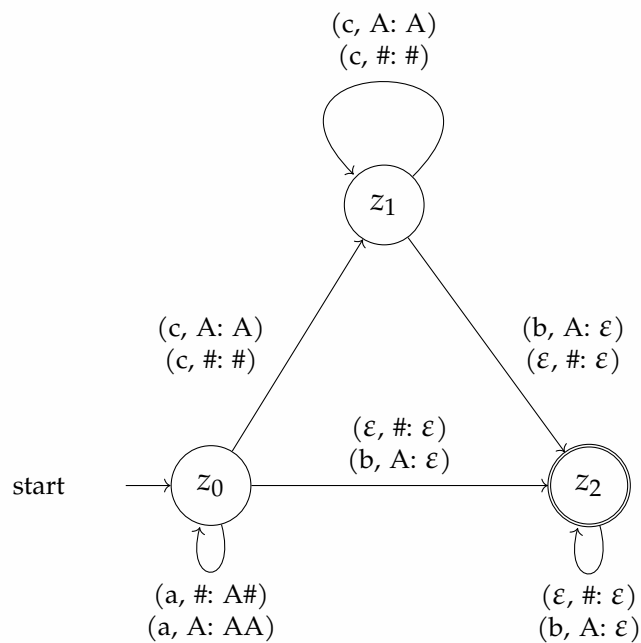 (c, A: A)
(c, #: #)
z1
(c, A: A)
(c, #: #)
(b, A: ε)
(ε, #: ε)
(ε, #: ε)
(b, A: ε)
start
z0
z2
(a, #: A#)
(a, A: AA)
(ε, #: ε)
(b, A: ε)